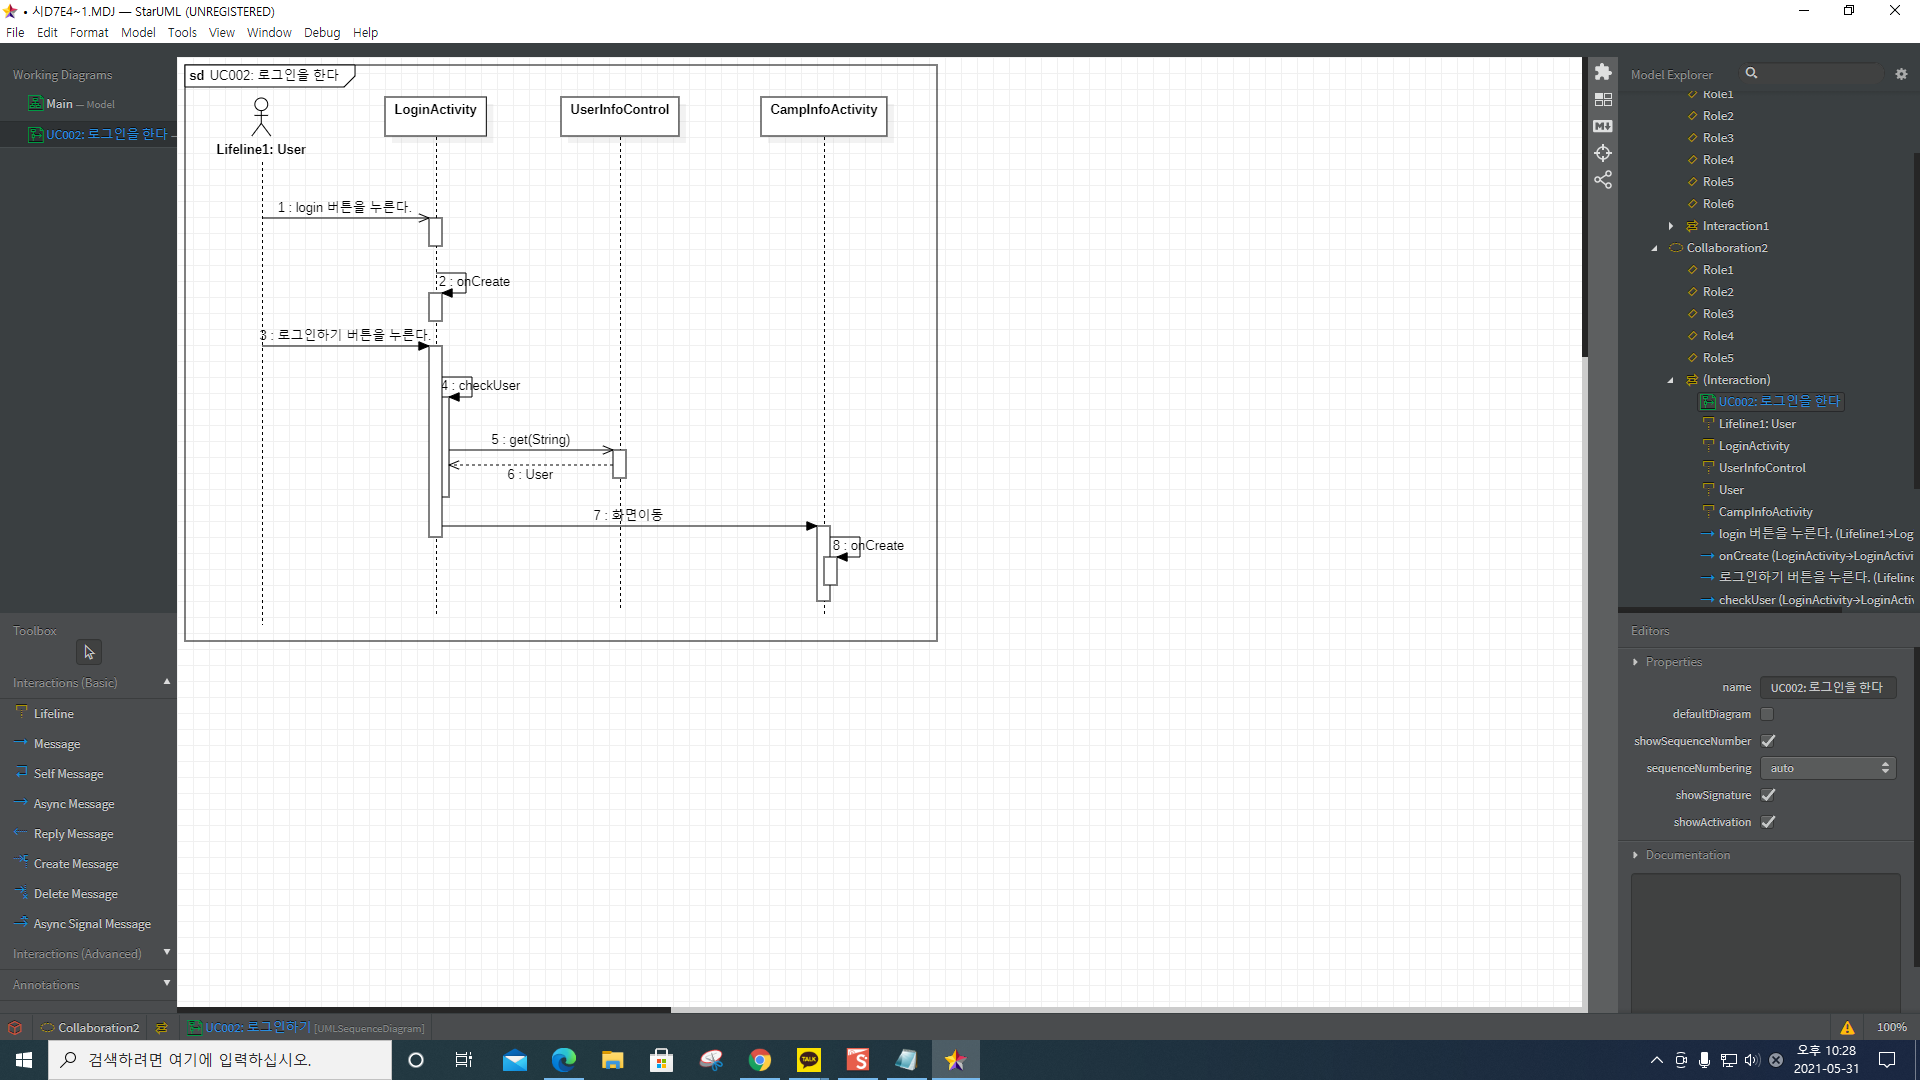 • 시D7E4~1.MDJ — StarUML (UNREGISTERED)
File Edit Format Model Tools View Window Debug Help
Working Diagrams
Main — Model
UC002: 로그인을 한다 —
sd UC002: 로그인을 한다
Lifeline1: User
LoginActivity
UserInfoControl
CampInfoActivity
1 : login 버튼을 누른다.
2 : onCreate
3 : 로그인하기 버튼을 누른다.
4 : checkUser
5 : get(String)
6 : User
7 : 화면이동
8 : onCreate
Toolbox
Interactions (Basic)
Lifeline
Message
Self Message
Async Message
Reply Message
Create Message
Delete Message
Async Signal Message
Interactions (Advanced)
Annotations
M+
Model Explorer
Role1
Role2
Role3
Role4
Role5
Role6
Interaction1
Collaboration2
Role1
Role2
Role3
Role4
Role5
(Interaction)
UC002: 로그인을 한다
Lifeline1: User
LoginActivity
UserInfoControl
User
CampInfoActivity
login 버튼을 누른다. (Lifeline1→Log
onCreate (LoginActivity→LoginActivi
로그인하기 버튼을 누른다. (Lifeline
checkUser (LoginActivity→LoginActiv
Editors
Properties
name UC002: 로그인을 한다
defaultDiagram
showSequenceNumber
sequenceNumbering auto
showSignature
showActivation
Documentation
Collaboration2
UC002: 로그인하기 [UMLSequenceDiagram]
100%
검색하려면 여기에 입력하십시오.
TALK
S
오후 10:28
2021-05-31